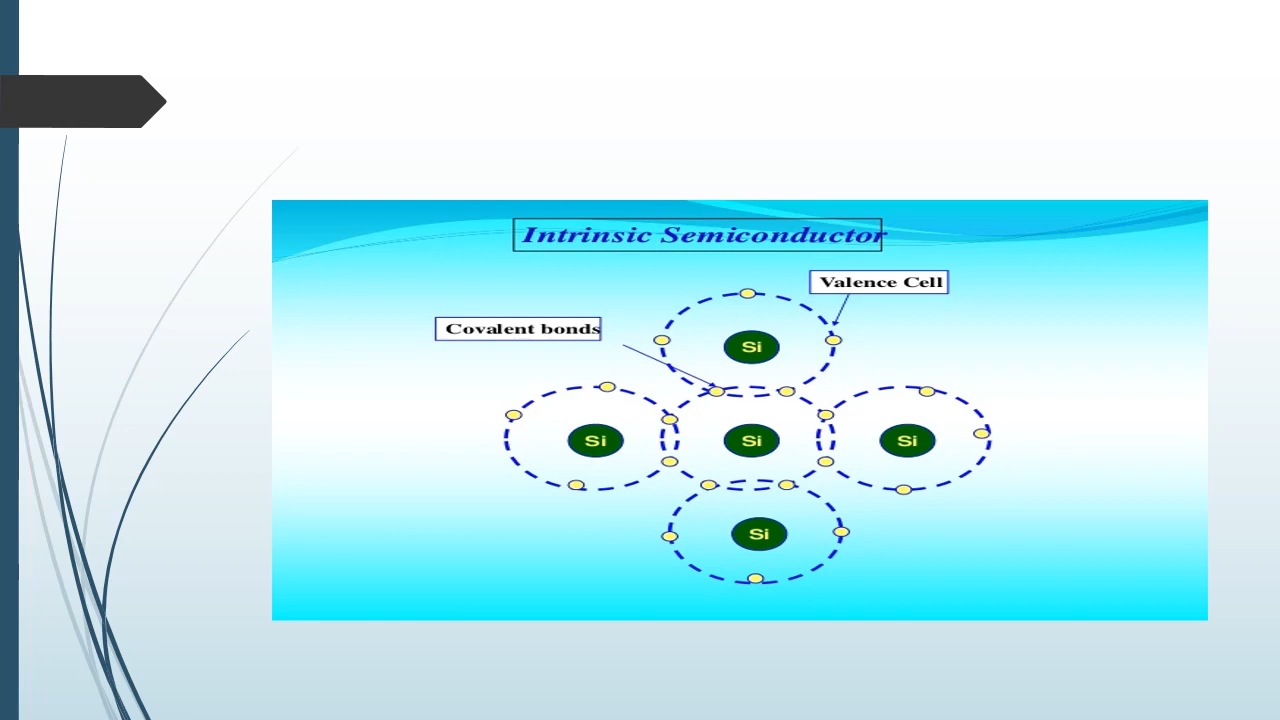 Intrinsic Semiconductor
Valence Cell
Covalent bonds
Si
Si
Si
Si
Si